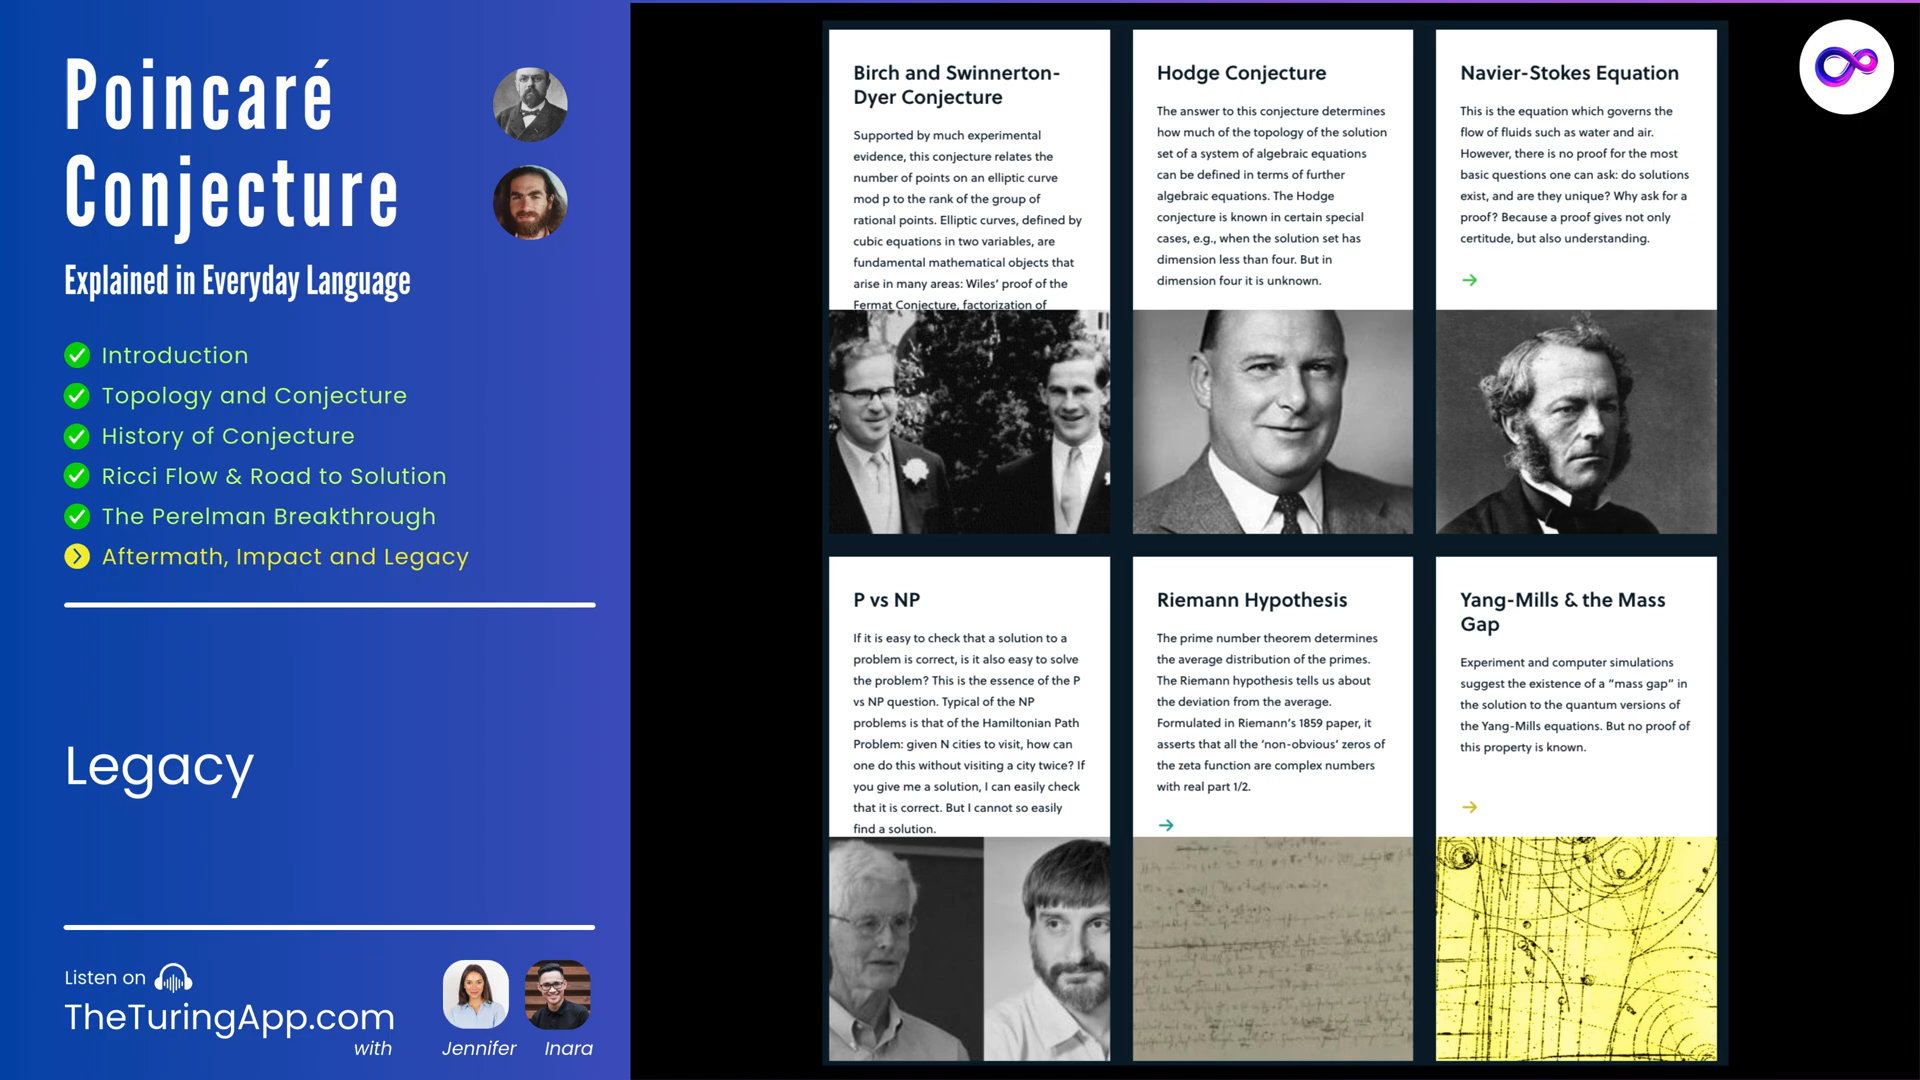 Poincaré
Conjecture
Explained in Everyday Language
Introduction
Topology and Conjecture
History of Conjecture
Ricci Flow & Road to Solution
The Perelman Breakthrough
Aftermath, Impact and Legacy
Legacy
Listen on
TheTuringApp.com
with
Jennifer
Inara
Birch and Swinnerton-
Dyer Conjecture
Supported by much experimental
evidence, this conjecture relates the
number of points on an elliptic curve
mod p to the rank of the group of
rational points. Elliptic curves, defined by
cubic equations in two variables, are
fundamental mathematical objects that
arise in many areas: Wiles’ proof of the
Fermat Conjecture, factorization of
Hodge Conjecture
The answer to this conjecture determines
how much of the topology of the solution
set of a system of algebraic equations
can be defined in terms of further
algebraic equations. The Hodge
conjecture is known in certain special
cases, e.g., when the solution set has
dimension less than four. But in
dimension four it is unknown.
Navier-Stokes Equation
This is the equation which governs the
flow of fluids such as water and air.
However, there is no proof for the most
basic questions one can ask: do solutions
exist, and are they unique? Why ask for a
proof? Because a proof gives not only
certitude, but also understanding.
P vs NP
If it is easy to check that a solution to a
problem is correct, is it also easy to solve
the problem? This is the essence of the P
vs NP question. Typical of the NP
problems is that of the Hamiltonian Path
Problem: given N cities to visit, how can
one do this without visiting a city twice? If
you give me a solution, I can easily check
that it is correct. But I cannot so easily
find a solution.
Riemann Hypothesis
The prime number theorem determines
the average distribution of the primes.
The Riemann hypothesis tells us about
the deviation from the average.
Formulated in Riemann’s 1859 paper, it
asserts that all the ‘non-obvious’ zeros of
the zeta function are complex numbers
with real part 1/2.
Yang-Mills & the Mass
Gap
Experiment and computer simulations
suggest the existence of a “mass gap” in
the solution to the quantum versions of
the Yang-Mills equations. But no proof of
this property is known.